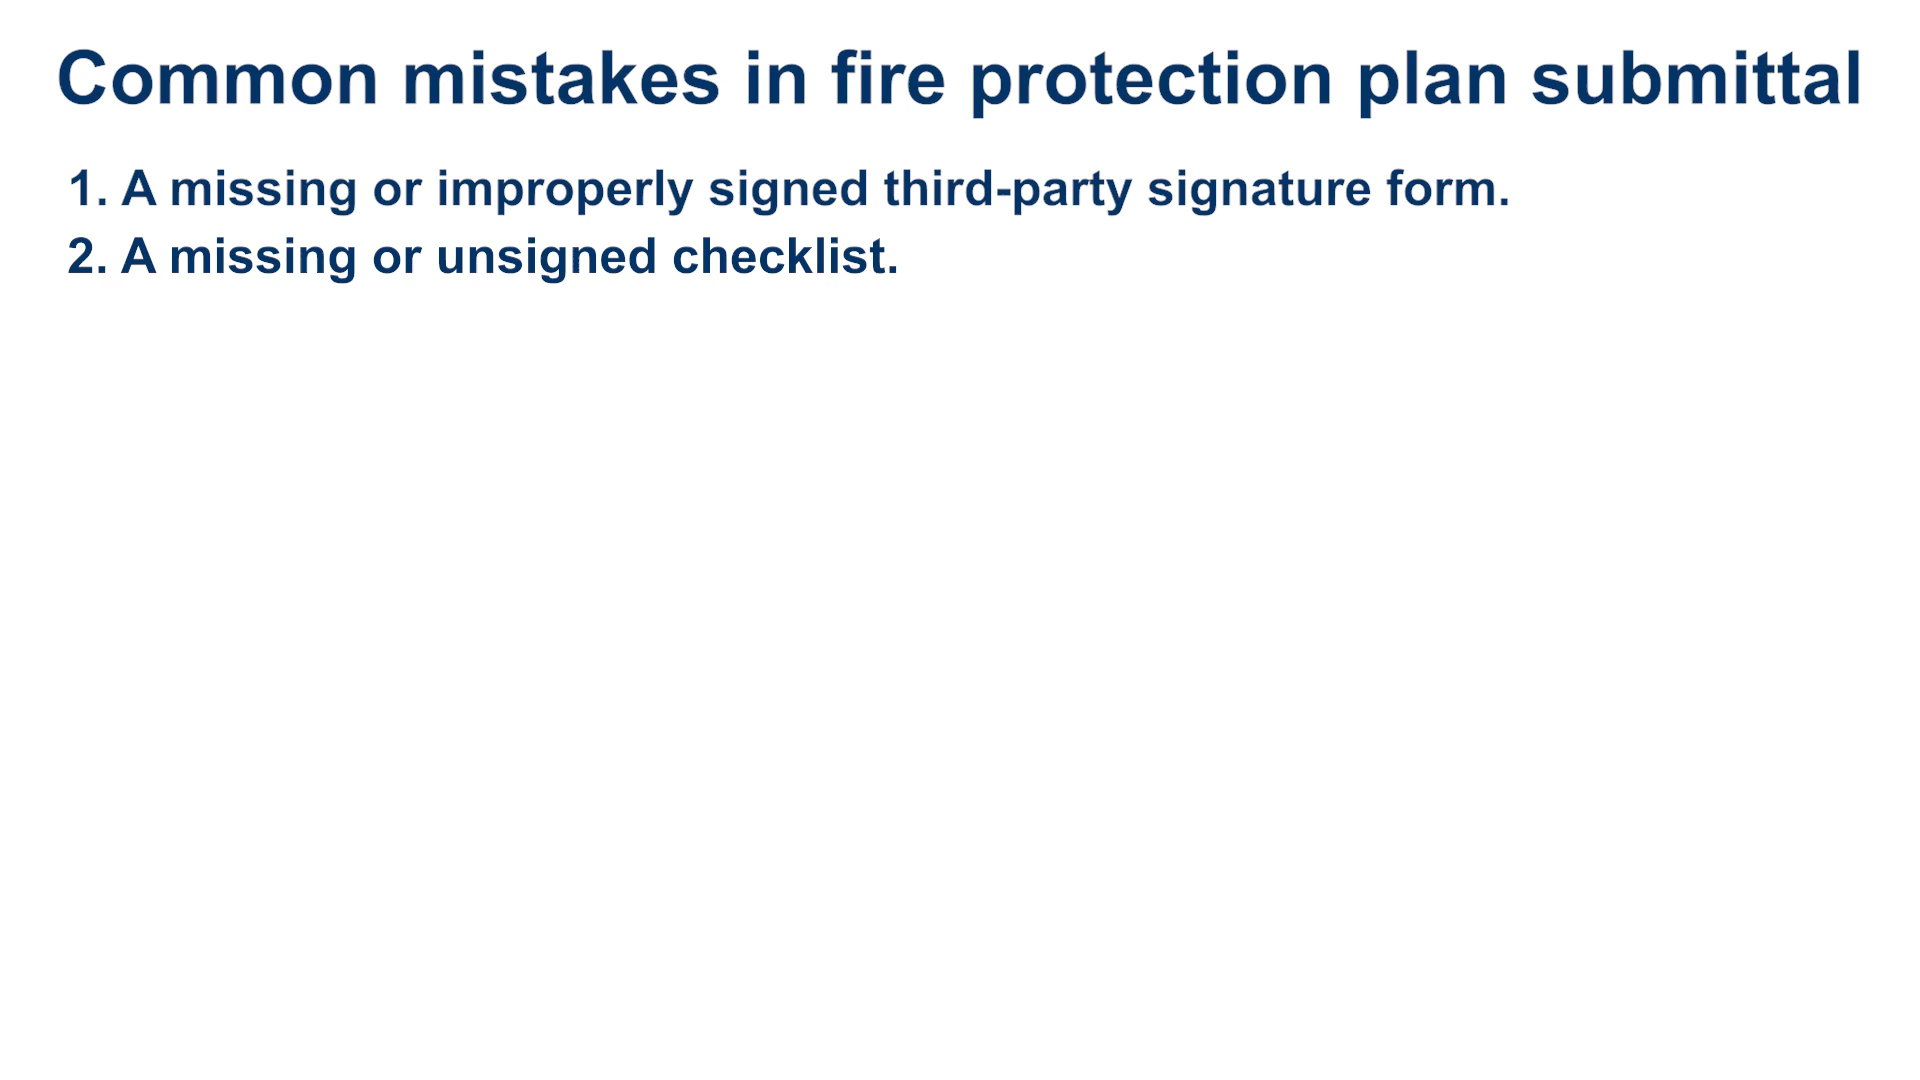 Common mistakes in fire protection plan submittal
1. A missing or improperly signed third-party signature form.
2. A missing or unsigned checklist.